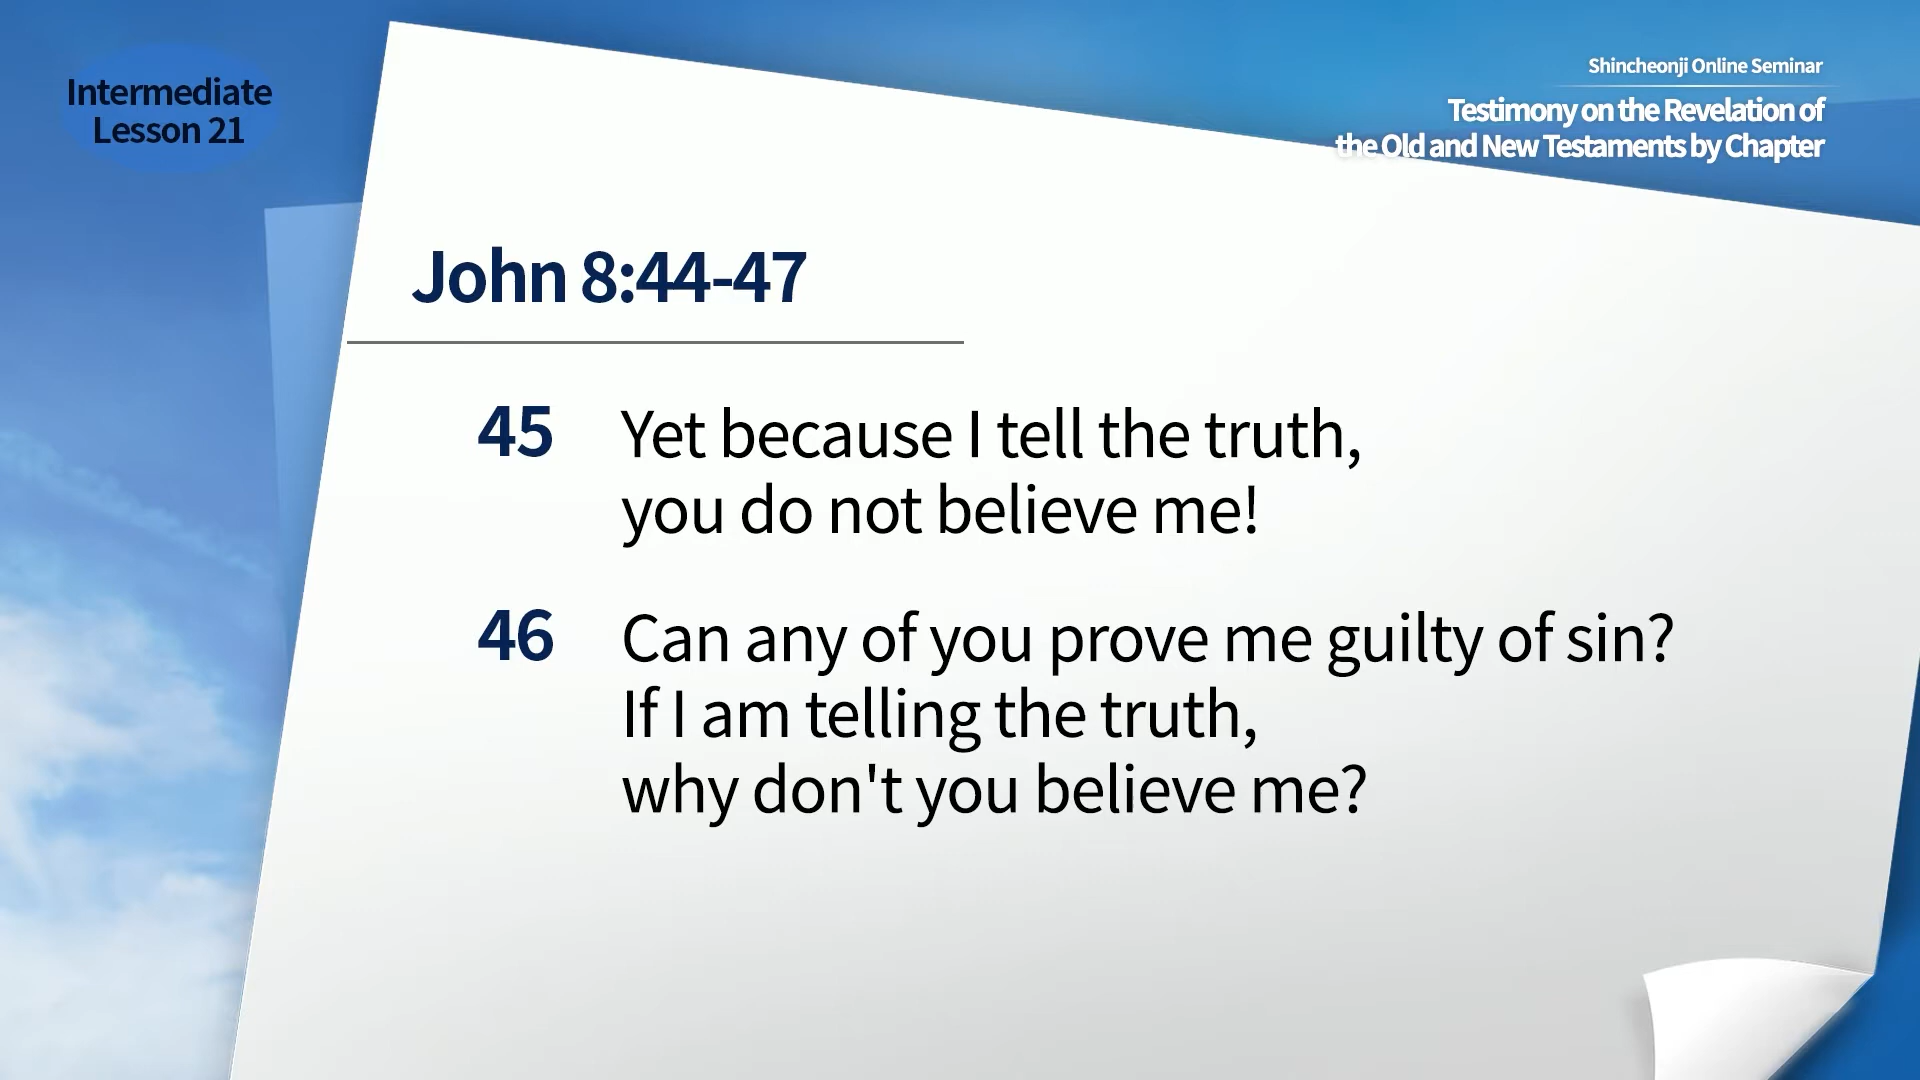 Intermediate
Lesson 21
Shincheonji Online Seminar
Testimony on the Revelation of
the Old and New Testaments by Chapter
John 8:44-47
45 Yet because I tell the truth,
you do not believe me!
46 Can any of you prove me guilty of sin?
If I am telling the truth,
why don't you believe me?